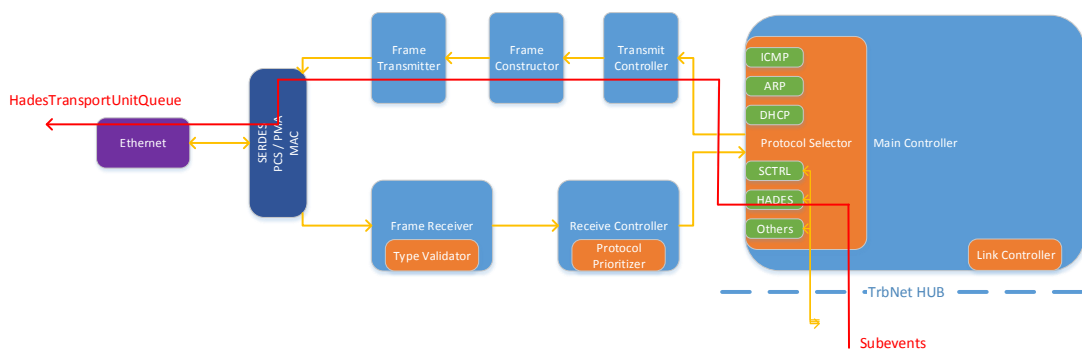 Frame
Transmitter
Frame
Constructor
Transmit
Controller
ICMP
ARP
DHCP
Protocol Selector
Main Controller
SCTRL
HADES
Others
Link Controller
HadesTransportUnitQueue
Ethernet
SERDES
PCS / PMA
MAC
Frame Receiver
Type Validator
Receive Controller
Protocol
Prioritizer
TrbNet HUB
Subevents